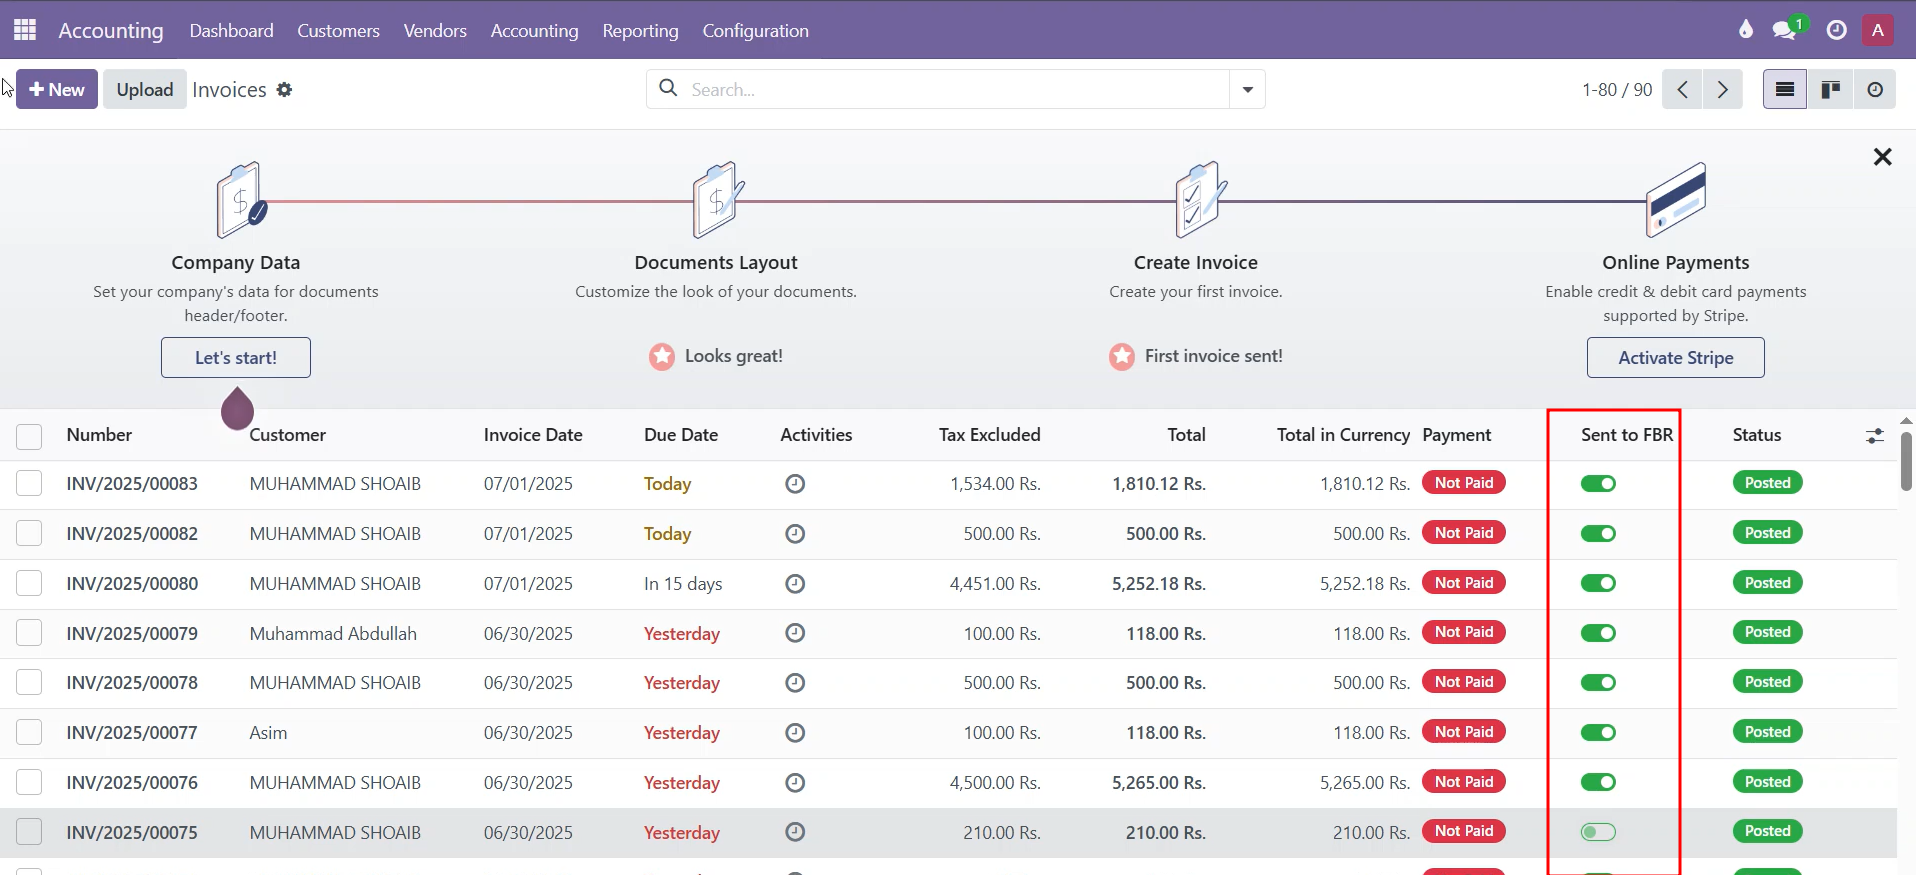 Accounting Dashboard Customers Vendors Accounting Reporting Configuration 1 A
New Upload Invoices Search... 1-80 / 90
$ $
Company Data Documents Layout Create Invoice Online Payments
Set your company's data for documents Customize the look of your documents. Create your first invoice. Enable credit & debit card payments
header/footer. supported by Stripe.
Let's start! Looks great! First invoice sent! Activate Stripe
Number Customer Invoice Date Due Date Activities Tax Excluded Total Total in Currency Payment Sent to FBR Status
INV/2025/00083 MUHAMMAD SHOAIB 07/01/2025 Today 1,534.00 Rs. 1,810.12 Rs. 1,810.12 Rs. Not Paid Posted
INV/2025/00082 MUHAMMAD SHOAIB 07/01/2025 Today 500.00 Rs. 500.00 Rs. 500.00 Rs. Not Paid Posted
INV/2025/00080 MUHAMMAD SHOAIB 07/01/2025 In 15 days 4,451.00 Rs. 5,252.18 Rs. 5,252.18 Rs. Not Paid Posted
INV/2025/00079 Muhammad Abdullah 06/30/2025 Yesterday 100.00 Rs. 118.00 Rs. 118.00 Rs. Not Paid Posted
INV/2025/00078 MUHAMMAD SHOAIB 06/30/2025 Yesterday 500.00 Rs. 500.00 Rs. 500.00 Rs. Not Paid Posted
INV/2025/00077 Asim 06/30/2025 Yesterday 100.00 Rs. 118.00 Rs. 118.00 Rs. Not Paid Posted
INV/2025/00076 MUHAMMAD SHOAIB 06/30/2025 Yesterday 4,500.00 Rs. 5,265.00 Rs. 5,265.00 Rs. Not Paid Posted
INV/2025/00075 MUHAMMAD SHOAIB 06/30/2025 Yesterday 210.00 Rs. 210.00 Rs. 210.00 Rs. Not Paid Posted